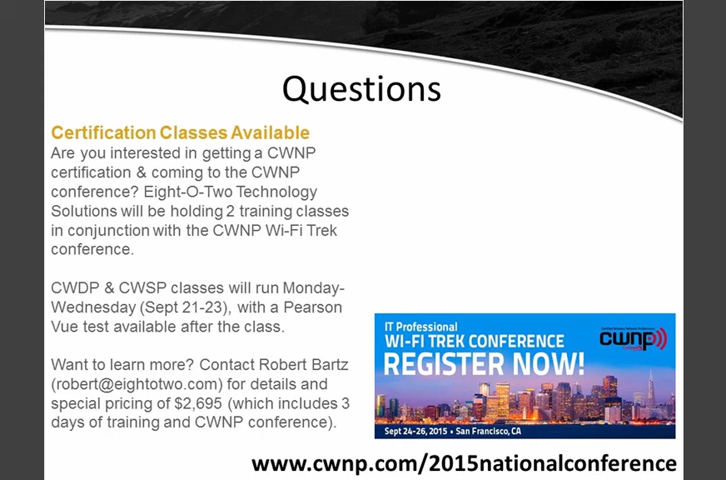 Questions
Certification Classes Available
Are you interested in getting a CWNP
certification & coming to the CWNP
conference? Eight-O-Two Technology
Solutions will be holding 2 training classes
in conjunction with the CWNP Wi-Fi Trek
conference.
CWDP & CWSP classes will run Monday-
Wednesday (Sept 21-23), with a Pearson
Vue test available after the class.
Want to learn more? Contact Robert Bartz
(robert@eightotwo.com) for details and
special pricing of $2,695 (which includes 3
days of training and CWNP conference).
IT Professional
WI-FI TREK CONFERENCE
REGISTER NOW!
cwnp
Sept 24-26, 2015 • San Francisco, CA
www.cwnp.com/2015nationalconference